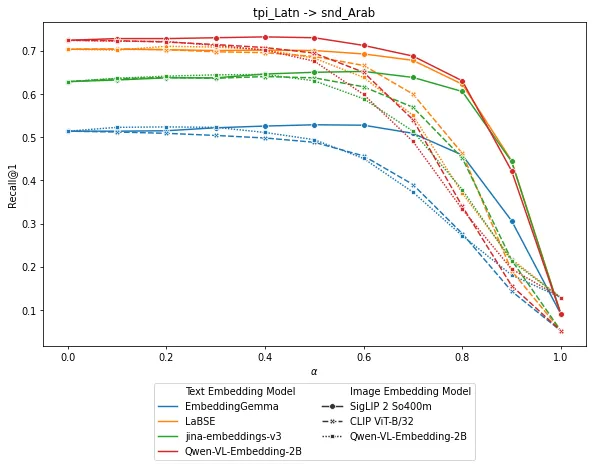 tpi_Latn -> snd_Arab
Recall@1
0.7
0.6
0.5
0.4
0.3
0.2
0.1
0.0 0.2 0.4 0.6 0.8 1.0
α
Text Embedding Model Image Embedding Model
EmbeddingGemma SigLIP 2 So400m
LaBSE CLIP ViT-B/32
jina-embeddings-v3 Qwen-VL-Embedding-2B
Qwen-VL-Embedding-2B